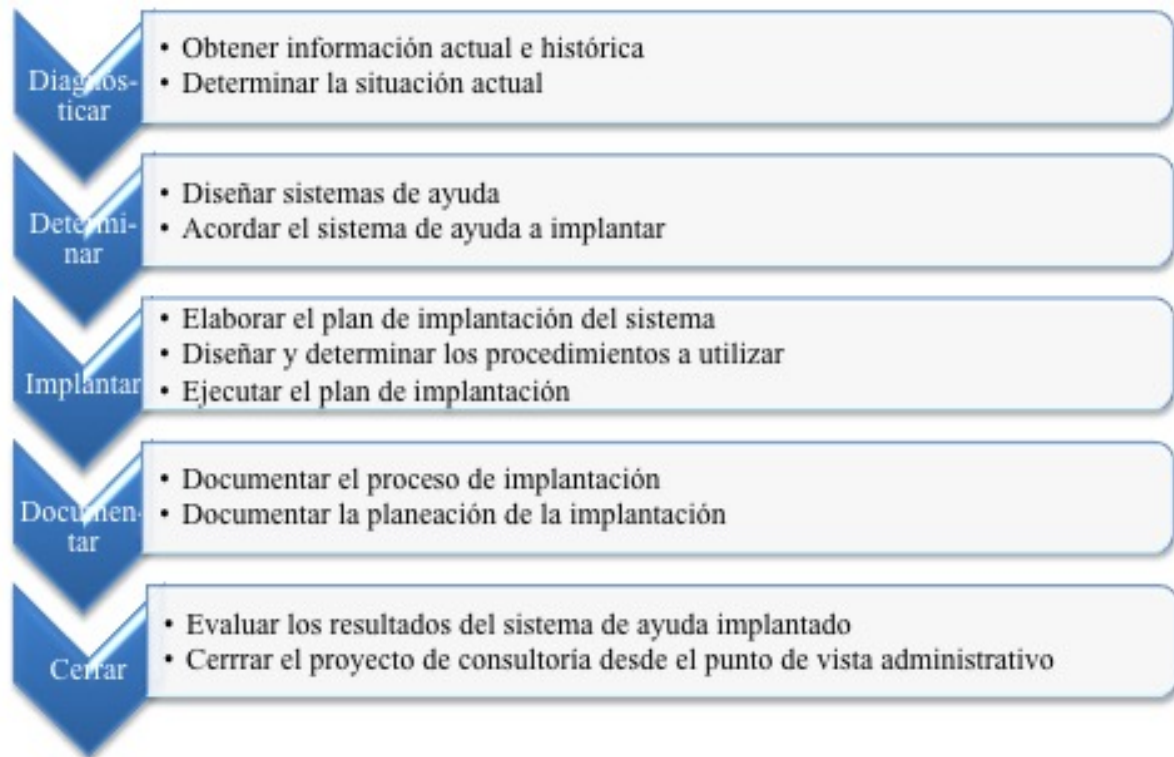 Diagnós-
ticar
• Obtener información actual e histórica
• Determinar la situación actual
Determi-
nar
• Diseñar sistemas de ayuda
• Acordar el sistema de ayuda a implantar
Implantar
• Elaborar el plan de implantación del sistema
• Diseñar y determinar los procedimientos a utilizar
• Ejecutar el plan de implantación
Documen-
tar
• Documentar el proceso de implantación
• Documentar la planeación de la implantación
Cerrar
• Evaluar los resultados del sistema de ayuda implantado
• Cerrrar el proyecto de consultoría desde el punto de vista administrativo